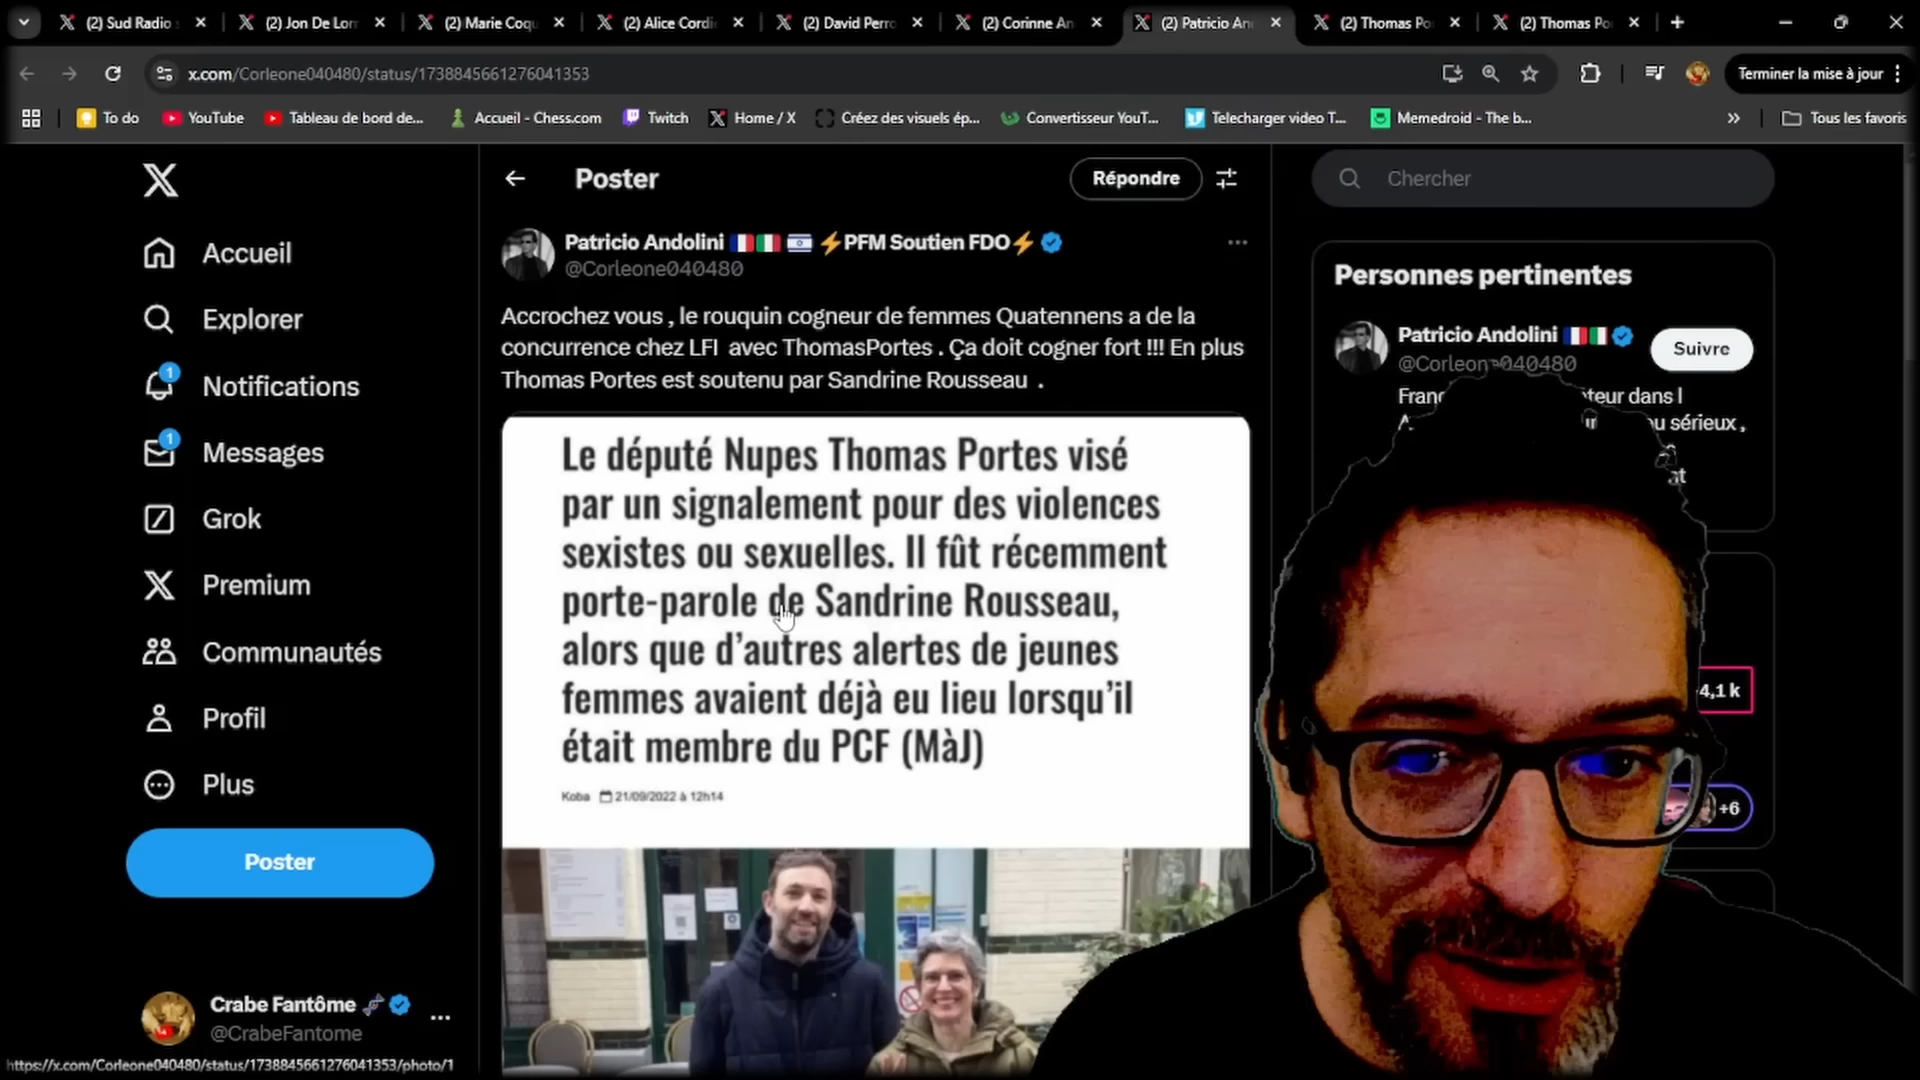 (2) Sud Radio
(2) Jon De Lorr
(2) Marie Coqu
(2) Alice Cordi
(2) David Perro
(2) Corinne An
(2) Patricio An
(2) Thomas Po
(2) Thomas Po
x.com/Corleone040480/status/1738845661276041353
Terminer la mise à jour
To do
YouTube
Tableau de bord de...
Accueil - Chess.com
Twitch
Home / X
Créez des visuels ép...
Convertisseur YouT...
Telecharger video T...
Memedroid - The b...
Tous les favoris
Accueil
Explorer
1
Notifications
1
Messages
Grok
Premium
Communautés
Profil
Plus
Poster
Crabe Fantôme
@CrabeFantome
https://x.com/Corleone040480/status/1738845661276041353/photo/1
Poster
Répondre
Patricio Andolini 🇫🇷🇮🇹 🇮🇱 ⚡PFM Soutien FDO⚡
@Corleone040480
Accrochez vous , le rouquin cogneur de femmes Quatennens a de la
concurrence chez LFI avec ThomasPortes . Ça doit cogner fort !!! En plus
Thomas Portes est soutenu par Sandrine Rousseau .
Le député Nupes Thomas Portes visé
par un signalement pour des violences
sexistes ou sexuelles. Il fût récemment
porte-parole de Sandrine Rousseau,
alors que d'autres alertes de jeunes
femmes avaient déjà eu lieu lorsqu'il
était membre du PCF (MàJ)
Koba 21/09/2022 à 12h14
Chercher
Personnes pertinentes
Patricio Andolini 🇫🇷🇮🇹
@Corleone040480
Suivre
sérieux ,
4,1 k
+6